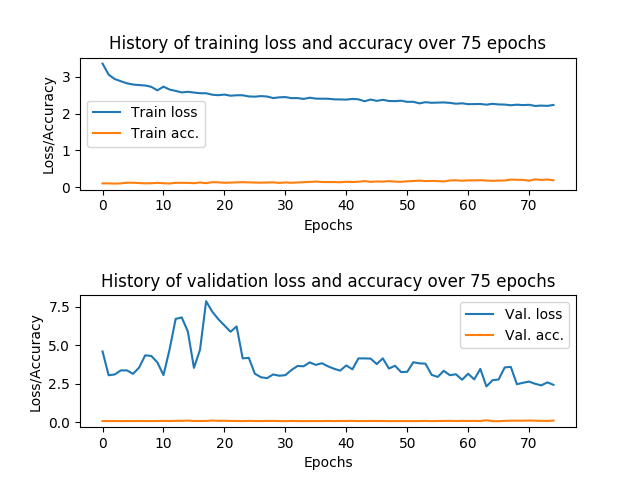 History of training loss and accuracy over 75 epochs
Loss/Accuracy
3
2
1
0
Train loss
Train acc.
0 10 20 30 40 50 60 70
Epochs
History of validation loss and accuracy over 75 epochs
Loss/Accuracy
7.5
5.0
2.5
0.0
Val. loss
Val. acc.
0 10 20 30 40 50 60 70
Epochs